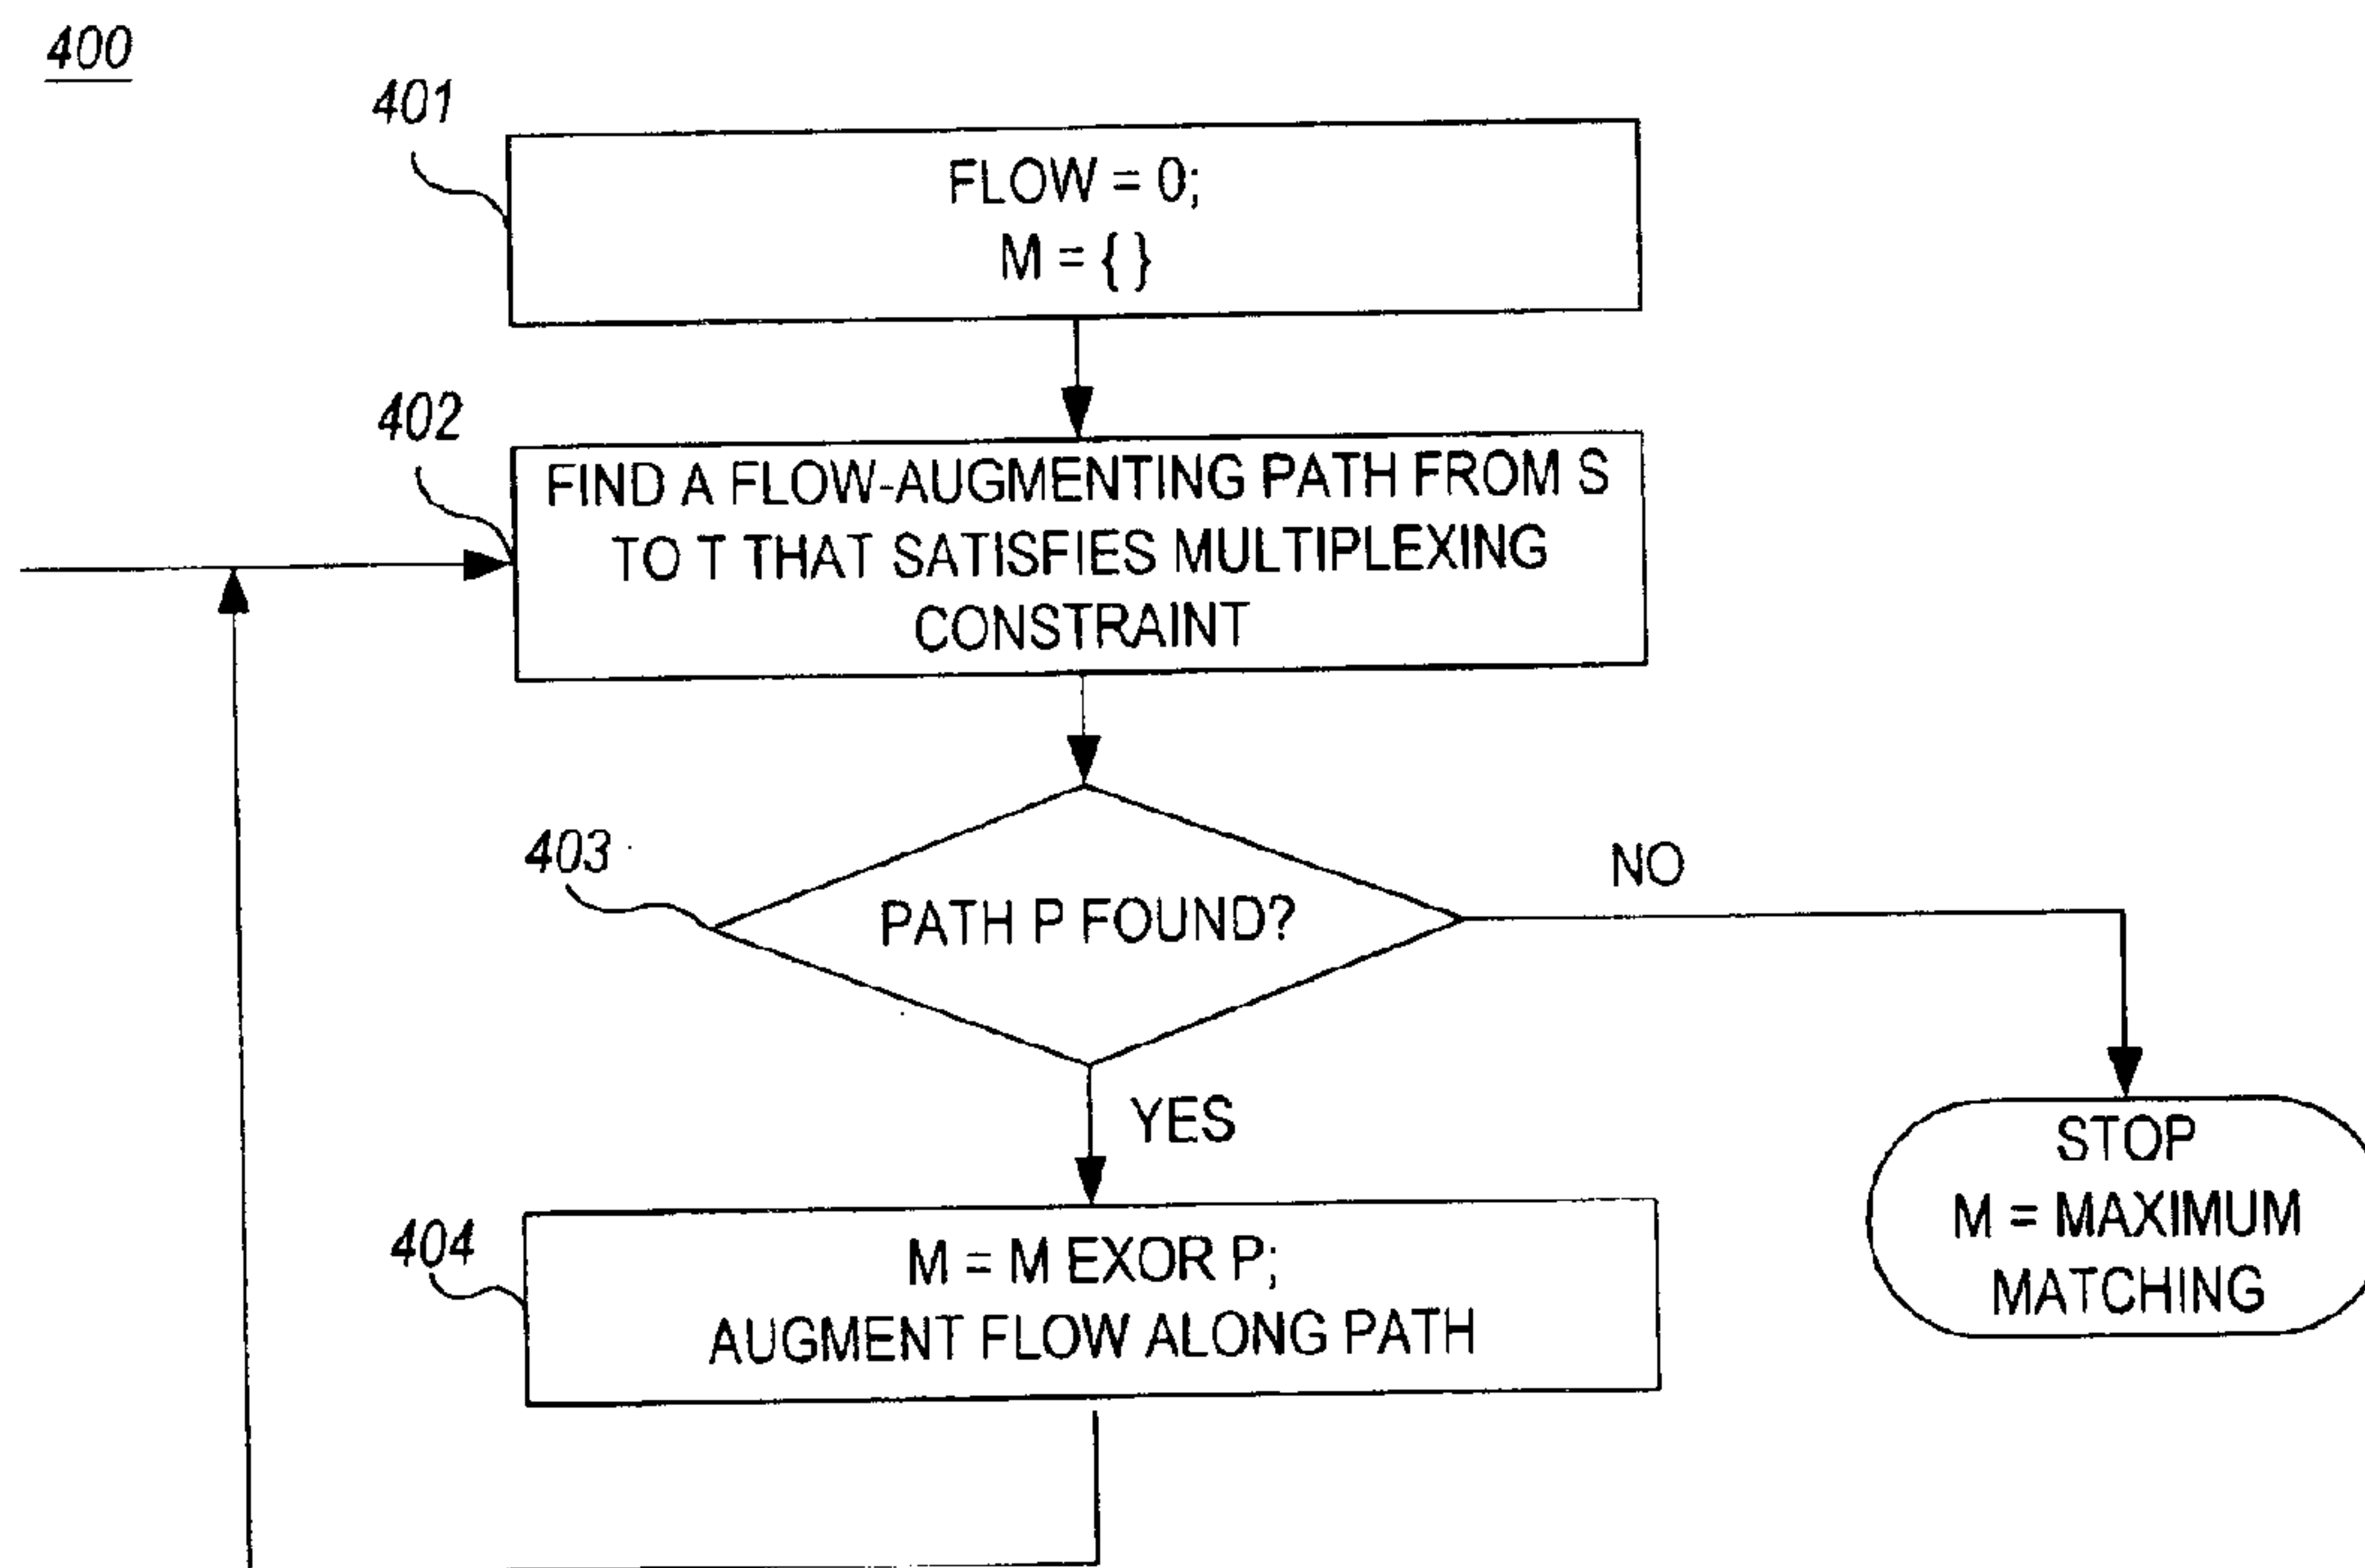 400
401
FLOW = 0;
M = { }
402
FIND A FLOW-AUGMENTING PATH FROM S
TO T THAT SATISFIES MULTIPLEXING
CONSTRAINT
403
PATH P FOUND?
NO
YES
404
M = M EXOR P;
AUGMENT FLOW ALONG PATH
STOP
M = MAXIMUM
MATCHING